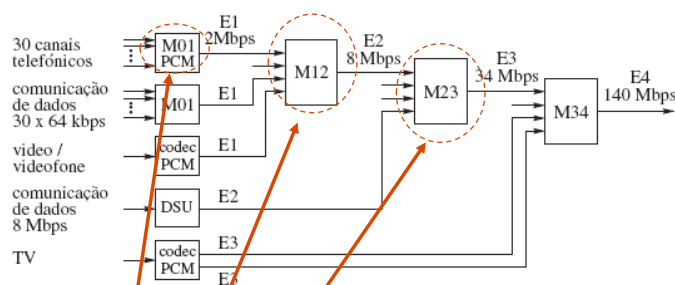 30 canais
telefónicos
M01
PCM
E1
2Mbps
M12
E2
8 Mbps
M23
E3
34 Mbps
M34
E4
140 Mbps
comunicação
de dados
30 x 64 kbps
M01
E1
video /
videofone
codec
PCM
E1
comunicação
de dados
8 Mbps
DSU
E2
TV
codec
PCM
E3
E3